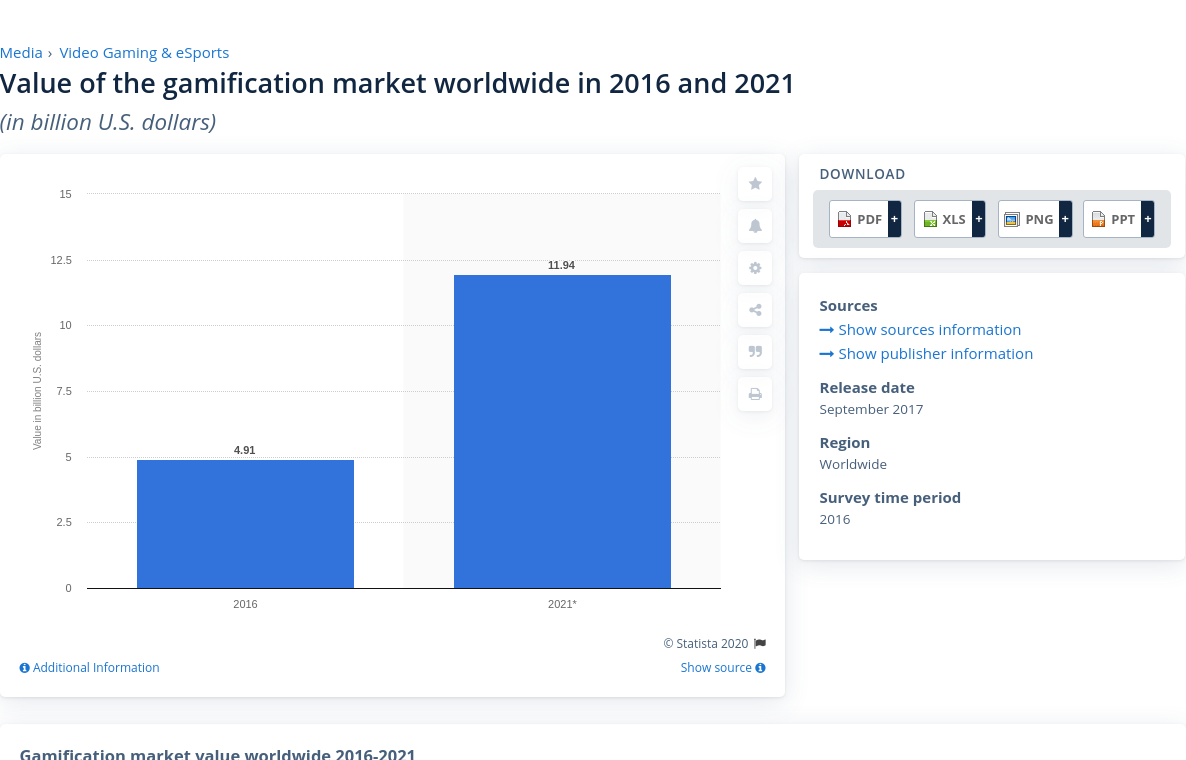 Media › Video Gaming & eSports
Value of the gamification market worldwide in 2016 and 2021
(in billion U.S. dollars)
15
12.5
10
7.5
5
2.5
0
Value in billion U.S. dollars
4.91
11.94
2016
2021*
© Statista 2020
Additional Information
Show source
DOWNLOAD
PDF +
XLS +
PNG +
PPT +
Sources
Show sources information
Show publisher information
Release date
September 2017
Region
Worldwide
Survey time period
2016
Gamification market value worldwide 2016-2021